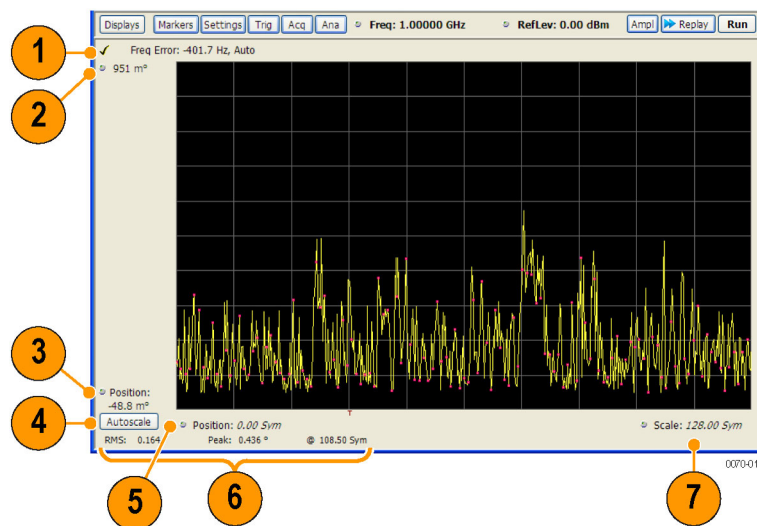 Displays Markers Settings Trig Acq Ana Freq: 1.00000 GHz RefLev: 0.00 dBm Ampl Replay Run
1 Freq Error: -401.7 Hz, Auto
2 951 m°
3 Position:
-48.8 m°
4 Autoscale
Position: 0.00 Sym Scale: 128.00 Sym
RMS: 0.164 Peak: 0.436 ° @ 108.50 Sym
T
5 6 7
0070-01